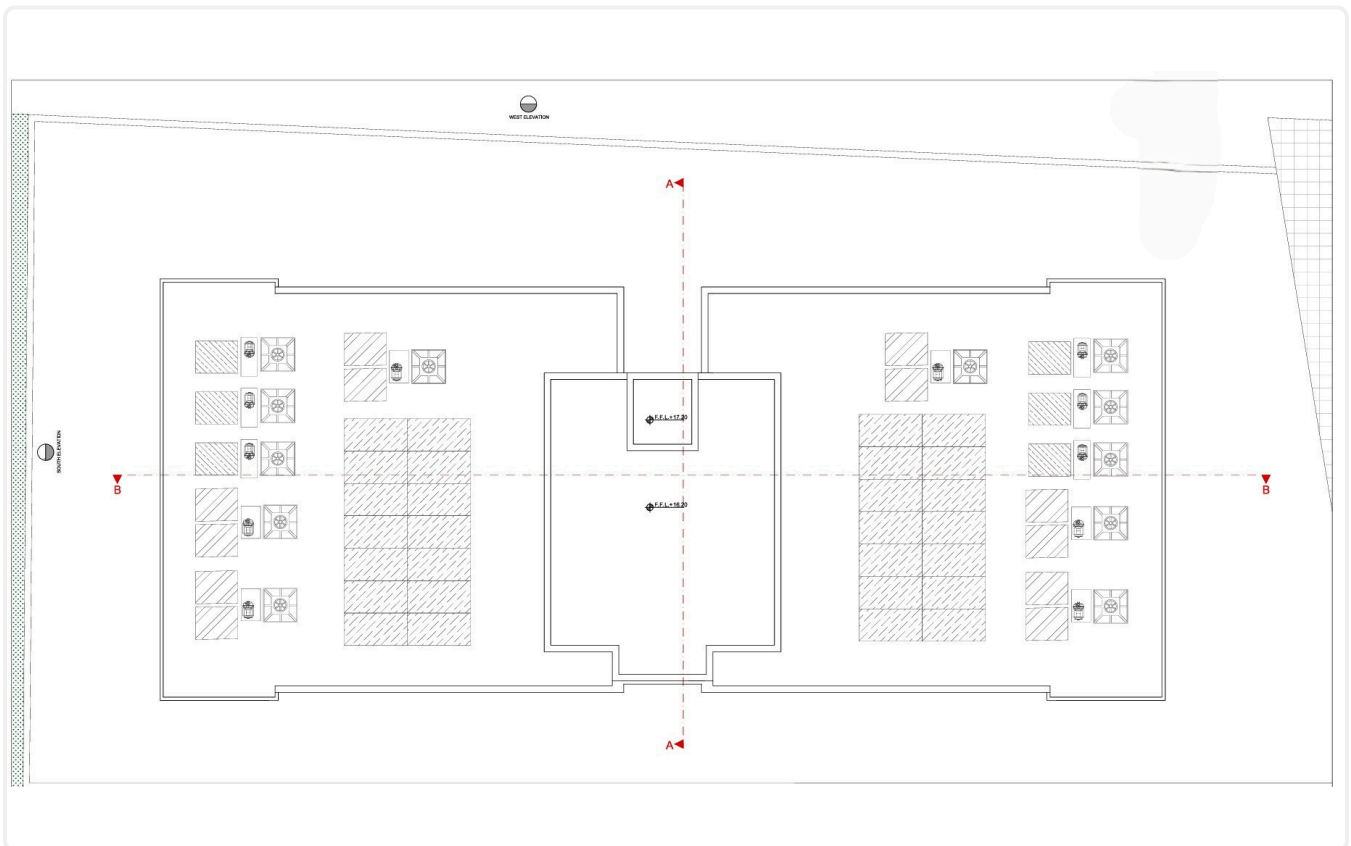 WEST ELEVATION
A
F.F.L.+17.20
SOUTH ELEVATION
B
B
F.F.L.+16.20
A